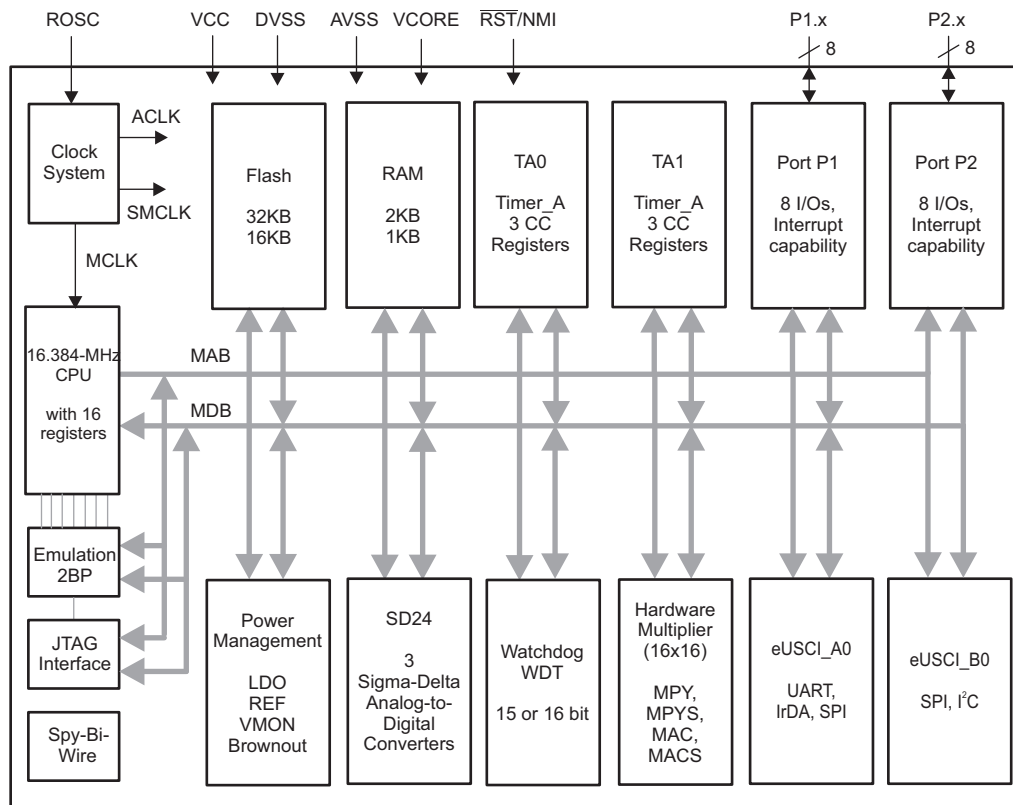 ROSC
VCC
DVSS
AVSS
VCORE
RST/NMI
P1.x
P2.x
8
8
Clock
System
ACLK
SMCLK
MCLK
Flash
32KB
16KB
RAM
2KB
1KB
TA0
Timer_A
3 CC
Registers
TA1
Timer_A
3 CC
Registers
Port P1
8 I/Os,
Interrupt
capability
Port P2
8 I/Os,
Interrupt
capability
16.384-MHz
CPU
with 16
registers
MAB
MDB
Emulation
2BP
JTAG
Interface
Spy-Bi-
Wire
Power
Management
LDO
REF
VMON
Brownout
SD24
3
Sigma-Delta
Analog-to-
Digital
Converters
Watchdog
WDT
15 or 16 bit
Hardware
Multiplier
(16x16)
MPY,
MPYS,
MAC,
MACS
eUSCI_A0
UART,
IrDA, SPI
eUSCI_B0
SPI, I²C